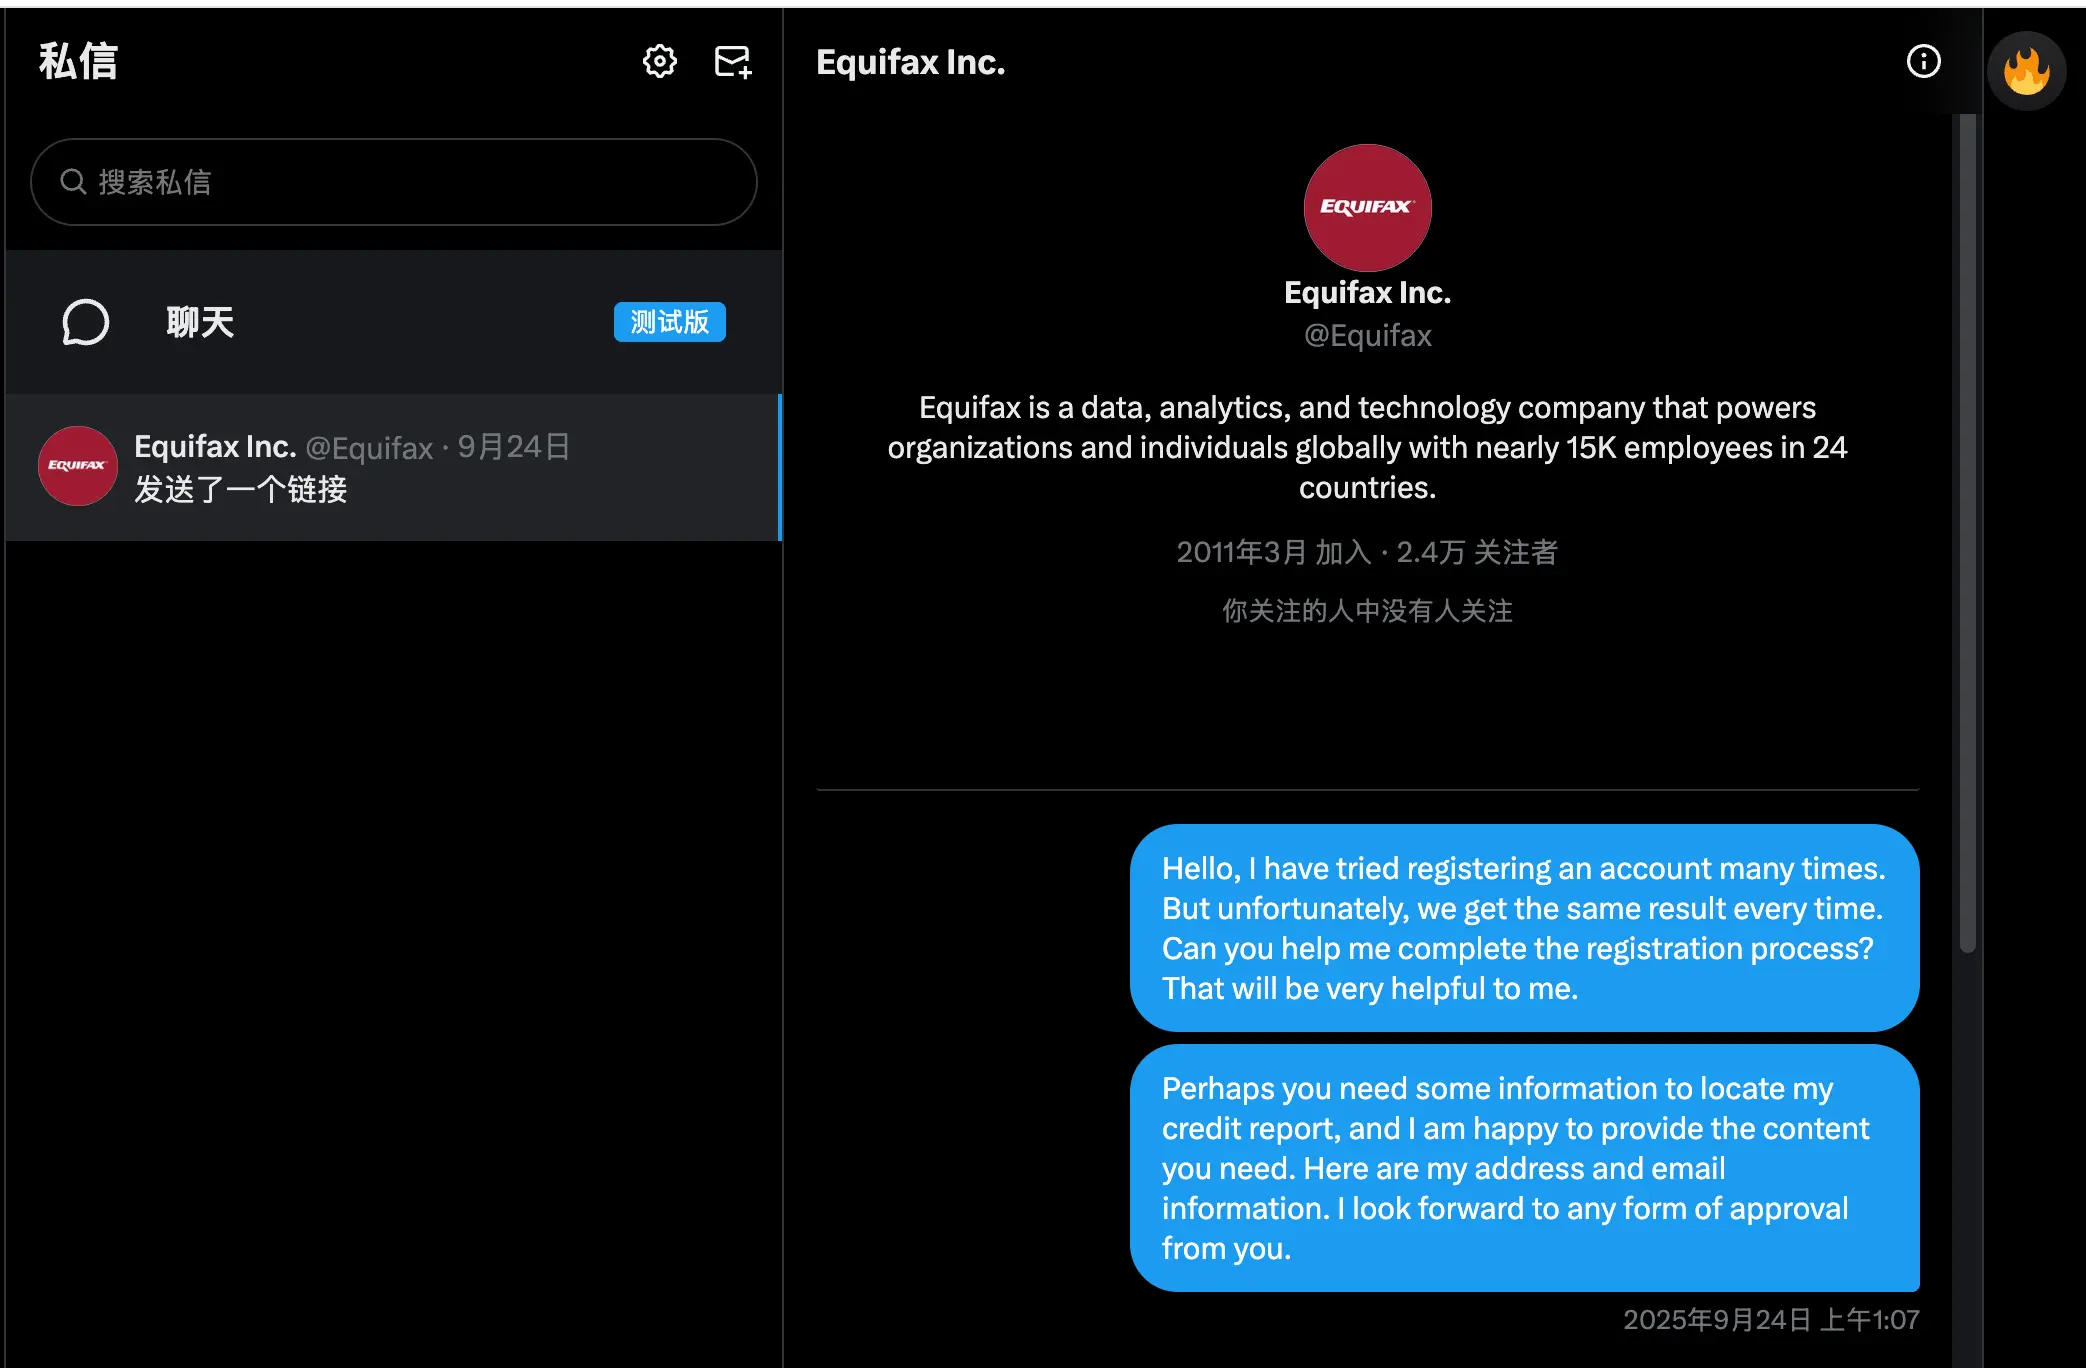 私信
搜索私信
聊天
测试版
EQUIFAX
Equifax Inc. @Equifax · 9月24日
发送了一个链接
Equifax Inc.
EQUIFAX
Equifax Inc.
@Equifax
Equifax is a data, analytics, and technology company that powers
organizations and individuals globally with nearly 15K employees in 24
countries.
2011年3月 加入 · 2.4万 关注者
你关注的人中没有人关注
Hello, I have tried registering an account many times.
But unfortunately, we get the same result every time.
Can you help me complete the registration process?
That will be very helpful to me.
Perhaps you need some information to locate my
credit report, and I am happy to provide the content
you need. Here are my address and email
information. I look forward to any form of approval
from you.
2025年9月24日 上午1:07